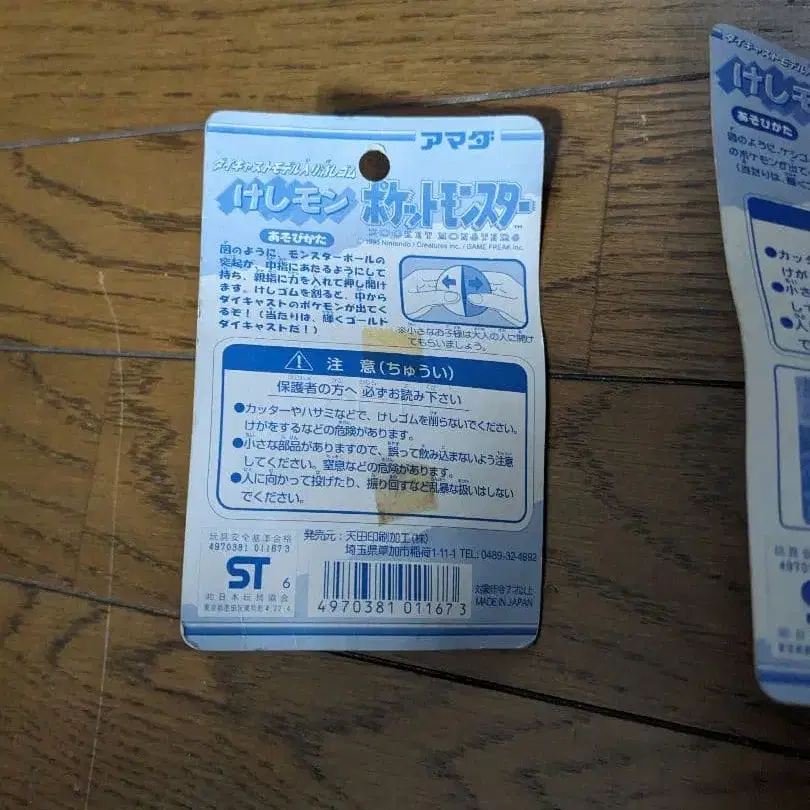 アマダ
ダイキャストモデル入りけしゴム
けしモン ポケットモンスター™
POCKET MONSTERS
© 1995 Nintendo / Creatures inc. / GAME FREAK inc.
あそびかた
図のように、モンスターボールの
突起が、中指にあたるようにして
持ち、親指に力を入れて押し開け
ます。けしゴムを割ると、中から
ダイキャストのポケモンが出てく
るぞ！（当たりは、輝くゴールド
ダイキャストだ！）
※小さなお子様は大人の人に開け
てもらいましょう。
注 意(ちゅうい)
保護者の方へ 必ずお読み下さい
●カッターやハサミなどで、けしゴムを削らないでください。
けがをするなどの危険があります。
●小さな部品がありますので、誤って飲み込まないよう注意
してください。窒息などの危険があります。
●人に向かって投げたり、振り回すなど乱暴な扱いはしない
でください。
玩具安全基準合格
4970381 011673
ST 6
㈳日本玩具協会
発売元：天田印刷加工(株)
埼玉県草加市稲荷1-11-1 TEL: 0489-32-4892
4970381 011673
MADE IN JAPAN
ダイキャストモデル
けしモ
あそびかた